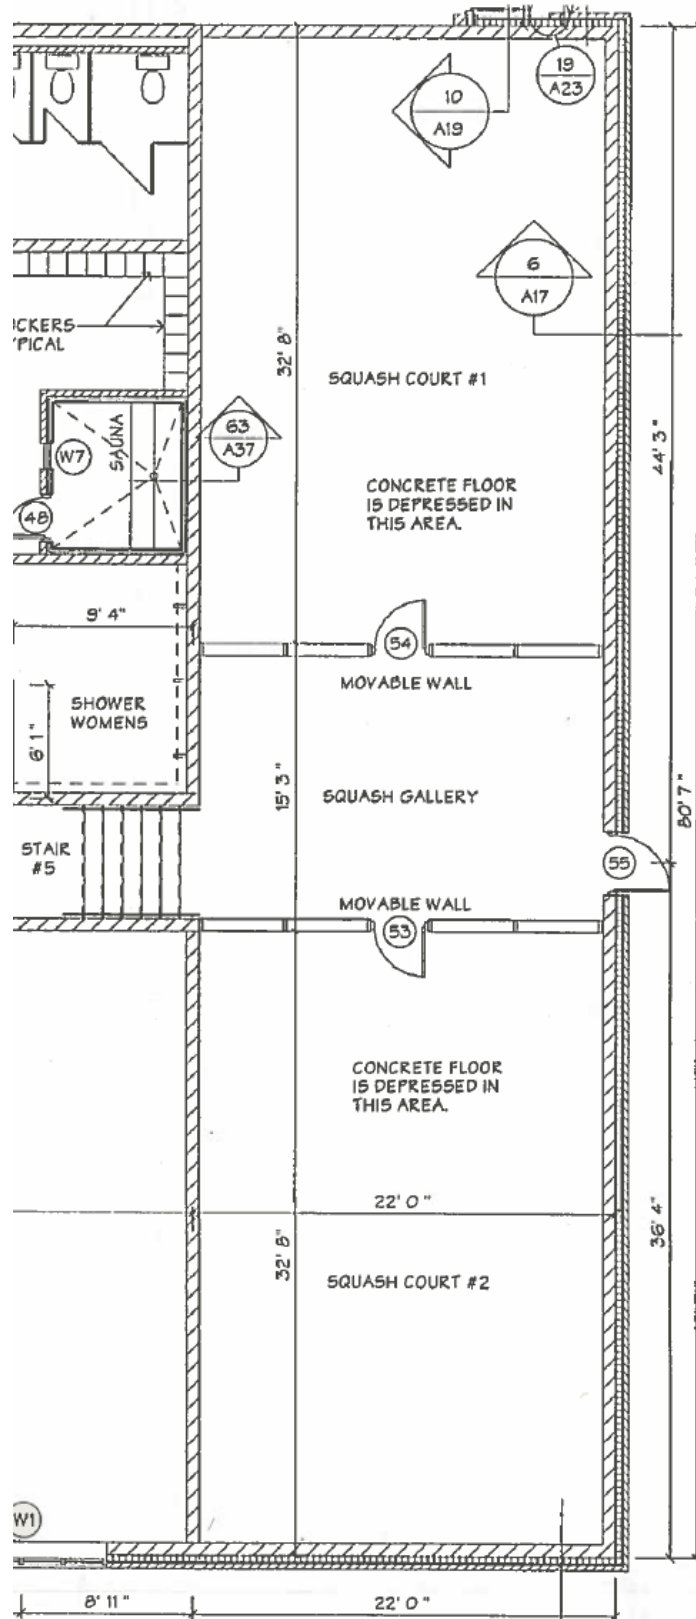 19
A23
10
A19
6
A17
32' 8"
OCKERS
YPICAL
SQUASH COURT #1
SAUNA
W7
63
A37
44' 3"
48
CONCRETE FLOOR
IS DEPRESSED IN
THIS AREA.
9' 4"
54
MOVABLE WALL
SHOWER
WOMENS
6' 1"
15' 3"
SQUASH GALLERY
80' 7"
STAIR
#5
55
MOVABLE WALL
53
CONCRETE FLOOR
IS DEPRESSED IN
THIS AREA.
22' 0"
36' 4"
32' 8"
SQUASH COURT #2
W1
8' 11"
22' 0"